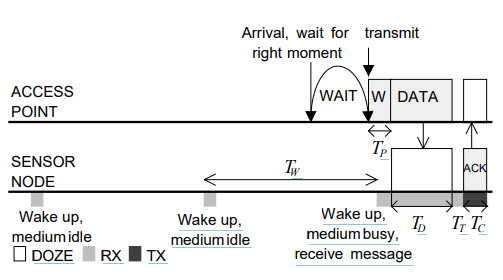 Arrival, wait for transmit
right moment
ACCESS
POINT
WAIT W DATA
T_P
SENSOR
NODE
T_W
ACK
Wake up,
medium idle
Wake up,
medium idle
Wake up,
medium busy,
receive message
T_D T_T T_C
DOZE RX TX